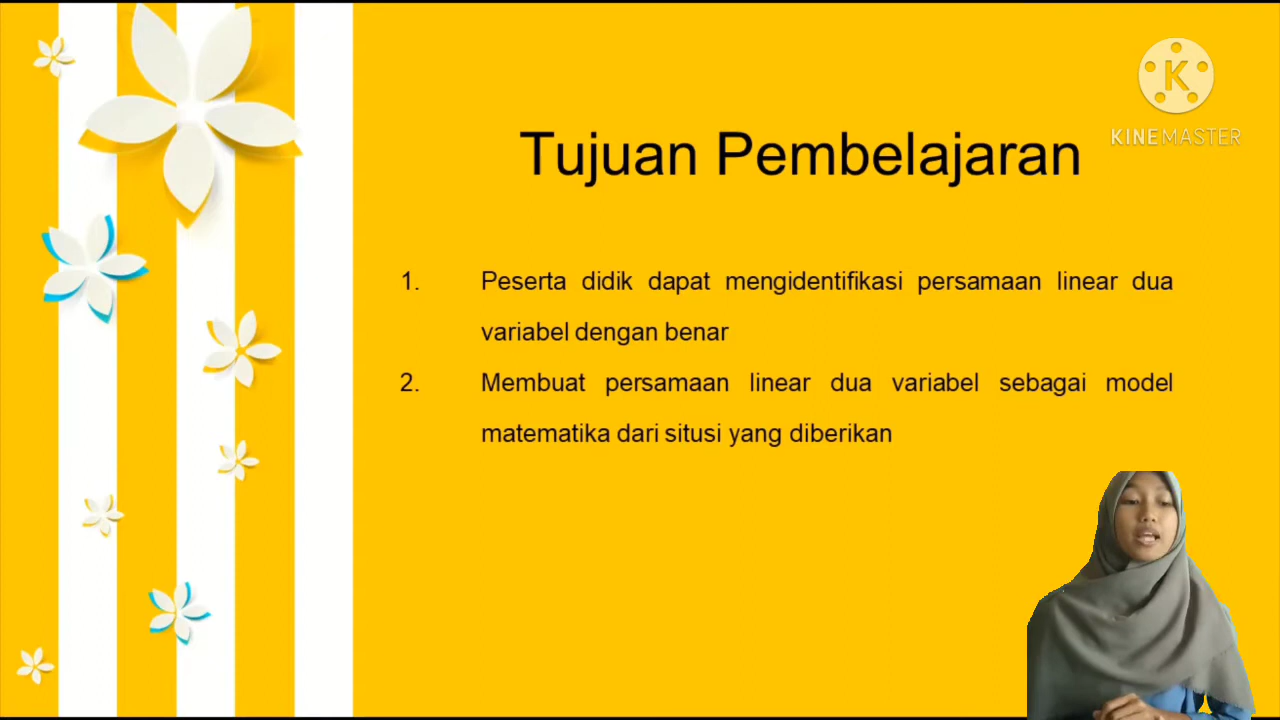 K
KINEMASTER
Tujuan Pembelajaran
1. Peserta didik dapat mengidentifikasi persamaan linear dua
variabel dengan benar
2. Membuat persamaan linear dua variabel sebagai model
matematika dari situsi yang diberikan